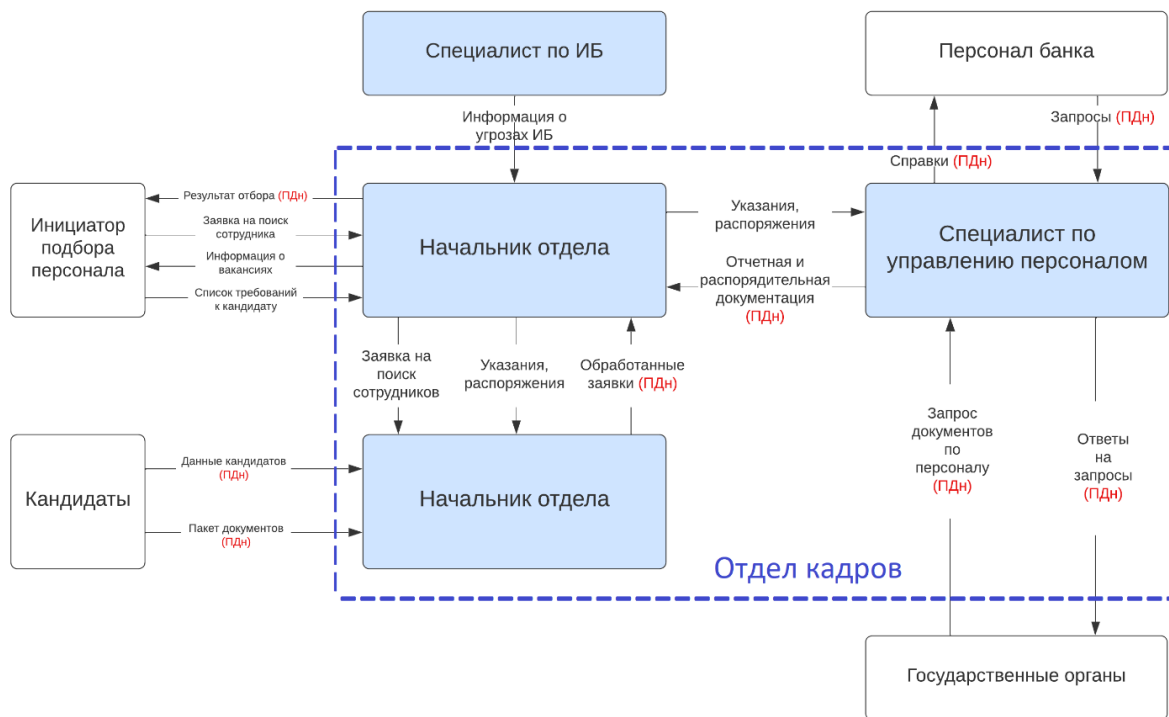 Специалист по ИБ
Персонал банка
Информация о
угрозах ИБ
Запросы (ПДн)
Справки (ПДн)
Инициатор
подбора
персонала
Результат отбора (ПДн)
Заявка на поиск
сотрудника
Информация о
вакансиях
Список требований
к кандидату
Начальник отдела
Указания,
распоряжения
Отчетная и
распорядительная
документация
(ПДн)
Специалист по
управлению персоналом
Заявка на
поиск
сотрудников
Указания,
распоряжения
Обработанные
заявки (ПДн)
Запрос
документов
по
персоналу
(ПДн)
Ответы
на
запросы
(ПДн)
Кандидаты
Данные кандидатов
(ПДн)
Пакет документов
(ПДн)
Начальник отдела
Отдел кадров
Государственные органы